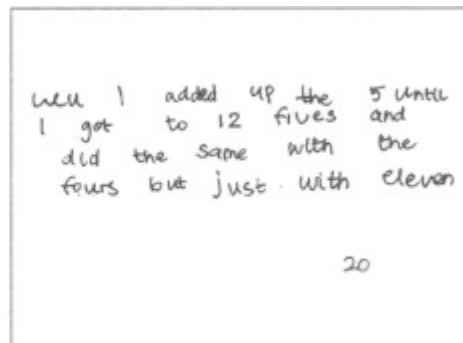 well I added up the 5 until
I got to 12 fives and
did the same with the
fours but just with eleven
20